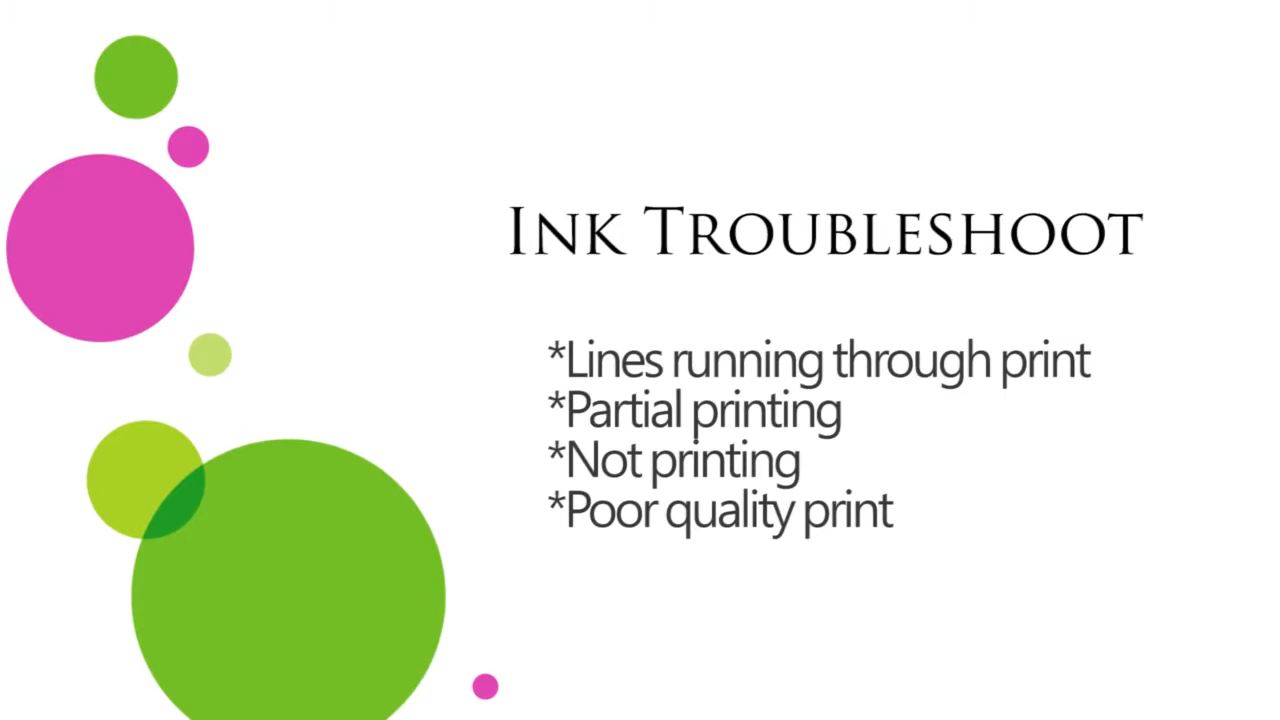 Ink Troubleshoot
*Lines running through print
*Partial printing
*Not printing
*Poor quality print